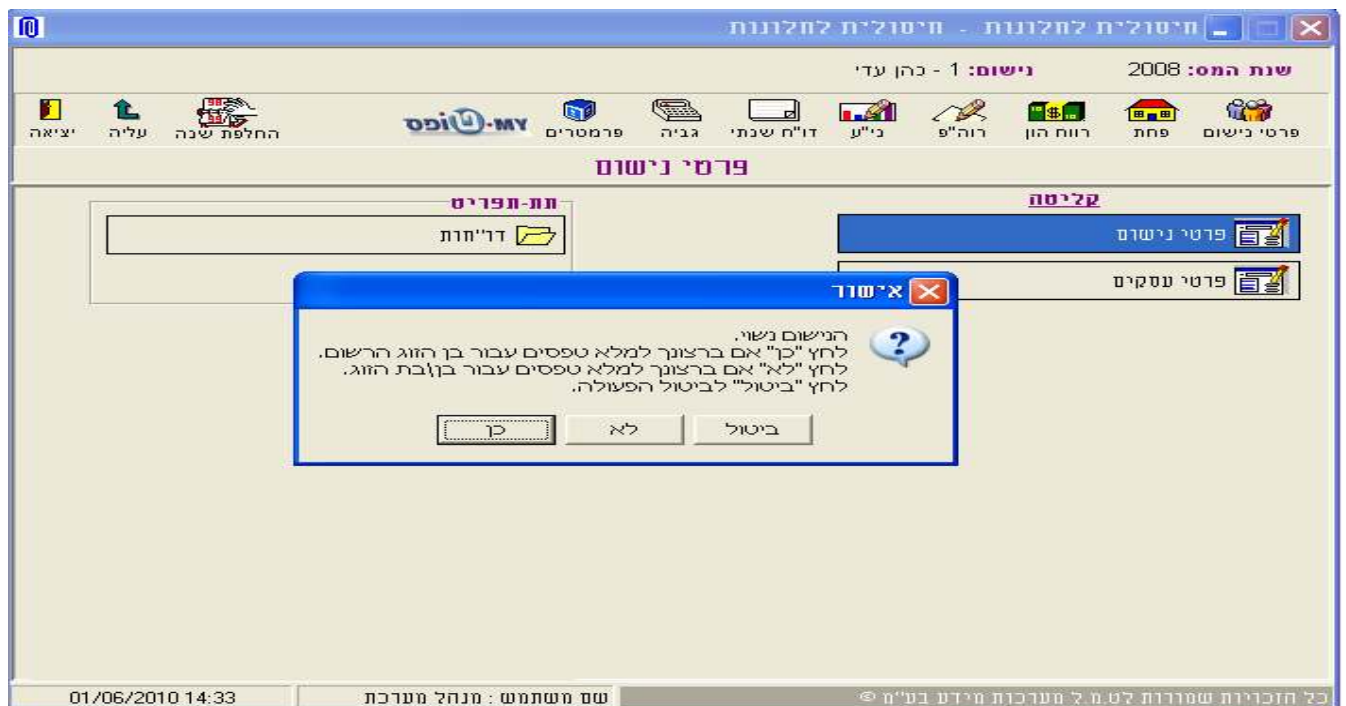 חיסולית לחלונות - חיסולית לחלונות
שנת המס: 2008 נישום: 1 - כהן עדי
פרטי נישום פחת רווח הון רוה"פ ני"ע דו"ח שנתי גביה פרמטרים MY-טופס החלפת שנה עליה יציאה
פרטי נישום
קליטה
פרטי נישום
פרטי עסקים
תת-תפריט
דו"חות
אישור
הנישום נשוי.
לחץ "כן" אם ברצונך למלא טפסים עבור בן הזוג הרשום.
לחץ "לא" אם ברצונך למלא טפסים עבור בן\בת הזוג.
לחץ "ביטול" לביטול הפעולה.
ביטול לא כן
כל הזכויות שמורות לט.מ.ל מערכות מידע בע"מ ©
שם משתמש : מנהל מערכת
01/06/2010 14:33